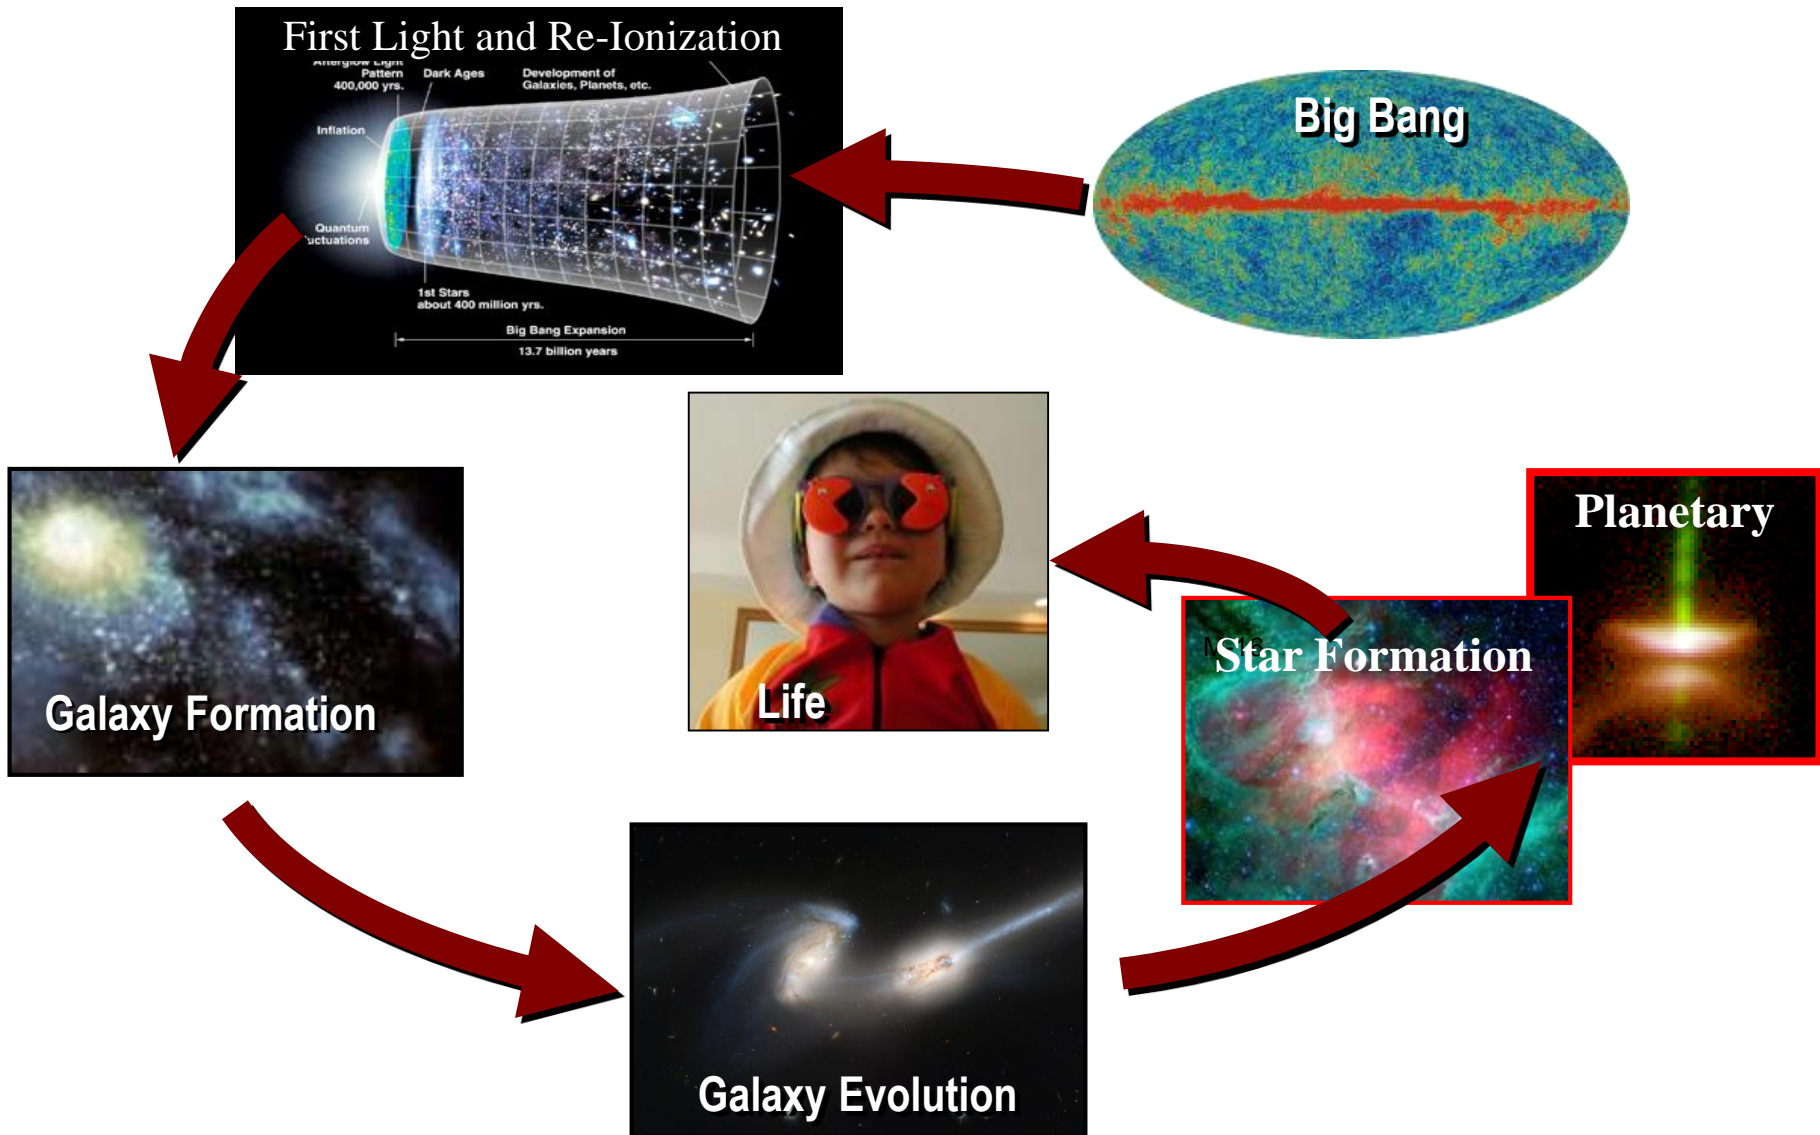 First Light and Re-Ionization
Afterglow Light
Pattern
400,000 yrs.
Dark Ages
Development of
Galaxies, Planets, etc.
Inflation
Quantum
1st Stars
about 400 million yrs.
Big Bang Expansion
13.7 billion years
Big Bang
Life
Planetary
Star Formation
Galaxy Formation
Galaxy Evolution